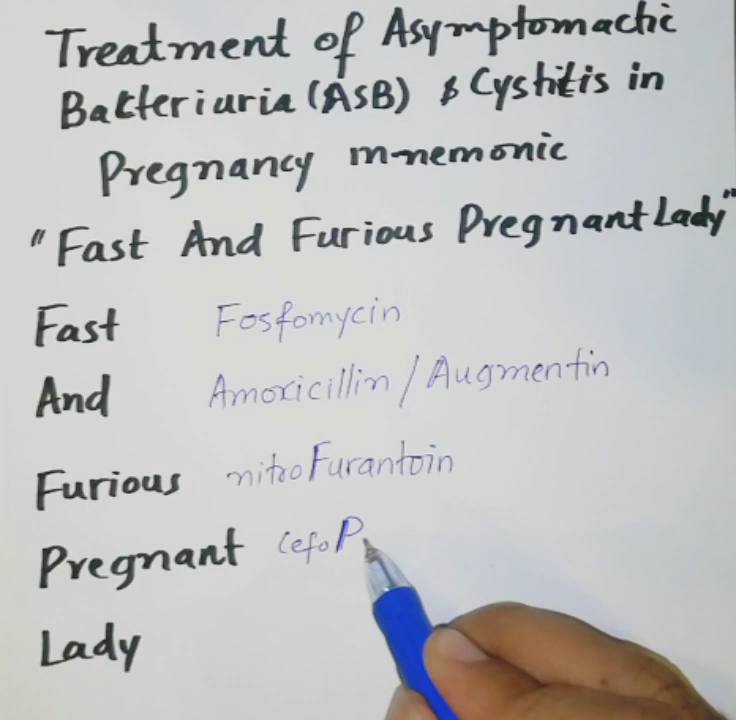 Treatment of Asymptomactic
Bakteriuria (ASB) & Cystitis in
Pregnancy mnemonic
"Fast And Furious Pregnant Lady"
Fast Fosfomycin
And Amoxicillin / Augmentin
Furious nitroFurantoin
Pregnant CefoP
Lady